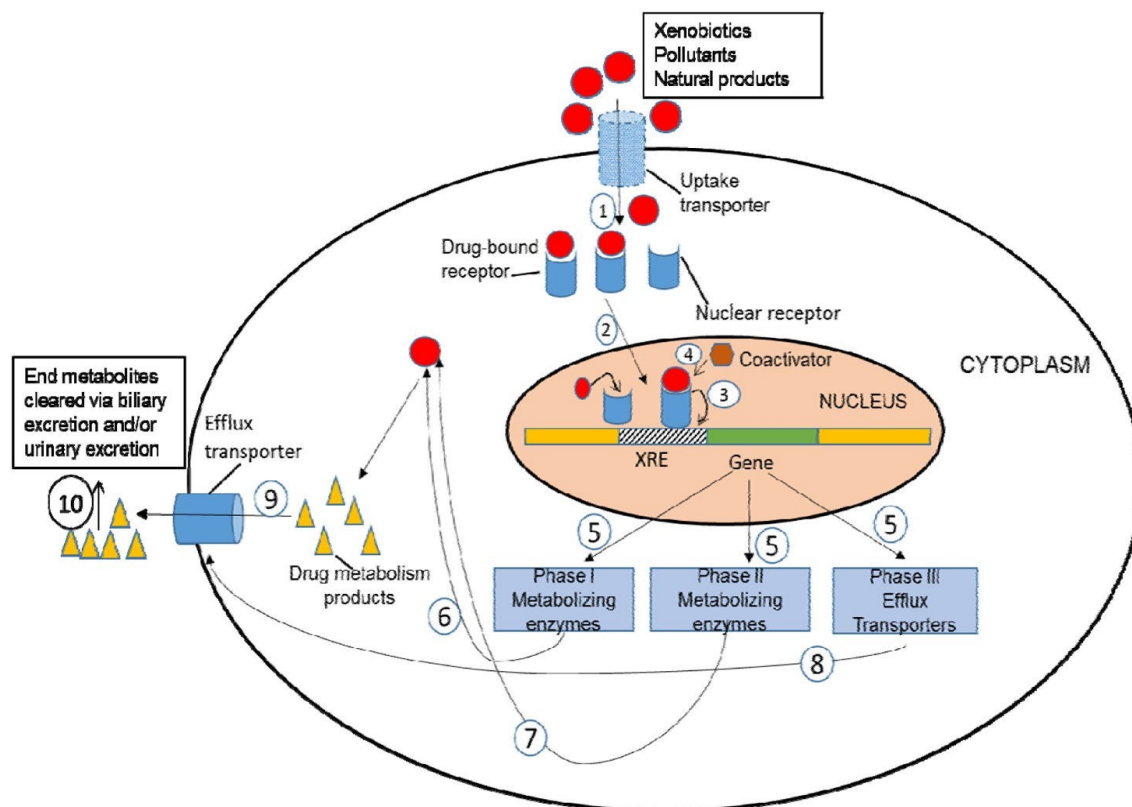 Xenobiotics
Pollutants
Natural products
Uptake
transporter
1
Drug-bound
receptor
Nuclear receptor
2
4
Coactivator
3
CYTOPLASM
NUCLEUS
XRE
Gene
End metabolites
cleared via biliary
excretion and/or
urinary excretion
Efflux
transporter
10
9
Drug metabolism
products
5
5
5
Phase I
Metabolizing
enzymes
Phase II
Metabolizing
enzymes
Phase III
Efflux
Transporters
6
8
7